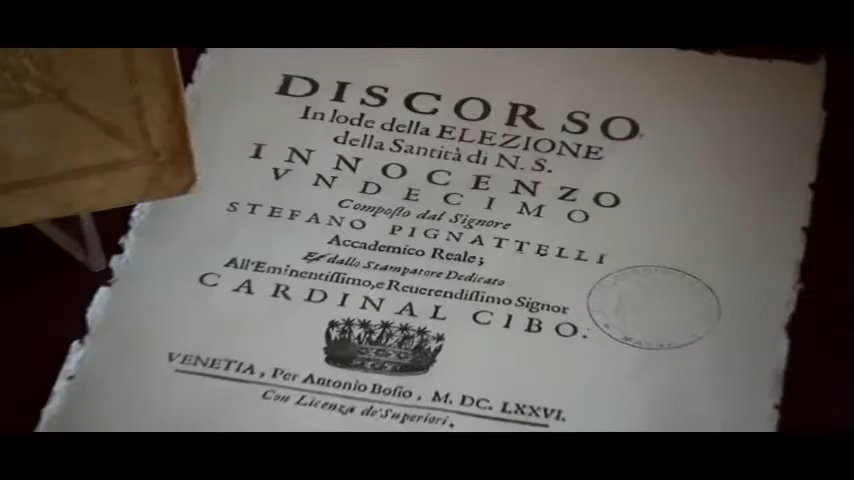 DISCORSO
In lode della ELEZIONE
della Santità di N. S.
INNOCENZO
VNDECIMO
Compoſto dal Signore
STEFANO PIGNATTELLI
Accademico Reale;
Et dallo Stampatore Dedicato
All'Eminentiſſimo, e Reuerendiſſimo Signor
CARDINAL CIBO.
VENETIA, Per Antonio Boſio, M. DC. LXXVI.
Con Licenza de' Superiori.